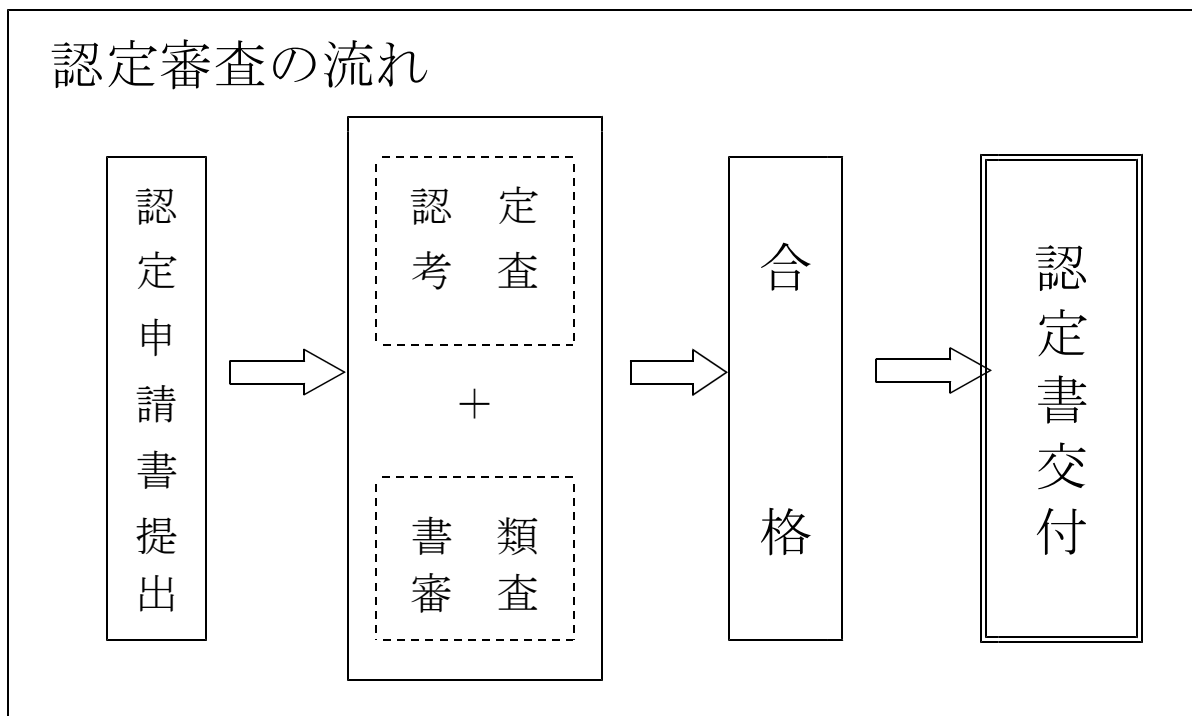 認定審査の流れ
認定申請書提出
認定
考査
＋
書類
審査
合格
認定書交付